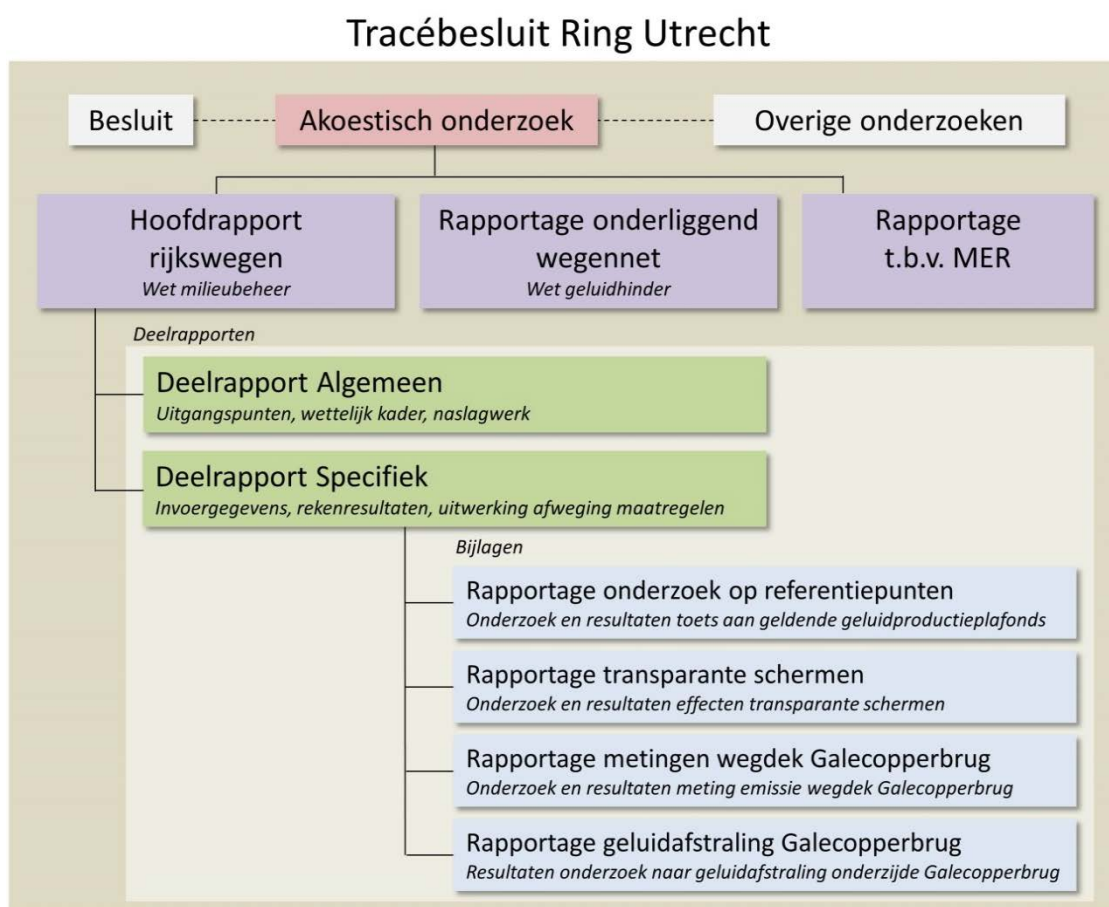 Tracébesluit Ring Utrecht
Besluit
Akoestisch onderzoek
Overige onderzoeken
Hoofdrapport
rijkswegen
Wet milieubeheer
Rapportage onderliggend
wegennet
Wet geluidhinder
Rapportage
t.b.v. MER
Deelrapporten
Deelrapport Algemeen
Uitgangspunten, wettelijk kader, naslagwerk
Deelrapport Specifiek
Invoergegevens, rekenresultaten, uitwerking afweging maatregelen
Bijlagen
Rapportage onderzoek op referentiepunten
Onderzoek en resultaten toets aan geldende geluidproductieplafonds
Rapportage transparante schermen
Onderzoek en resultaten effecten transparante schermen
Rapportage metingen wegdek Galecopperbrug
Onderzoek en resultaten meting emissie wegdek Galecopperbrug
Rapportage geluidafstraling Galecopperbrug
Resultaten onderzoek naar geluidafstraling onderzijde Galecopperbrug